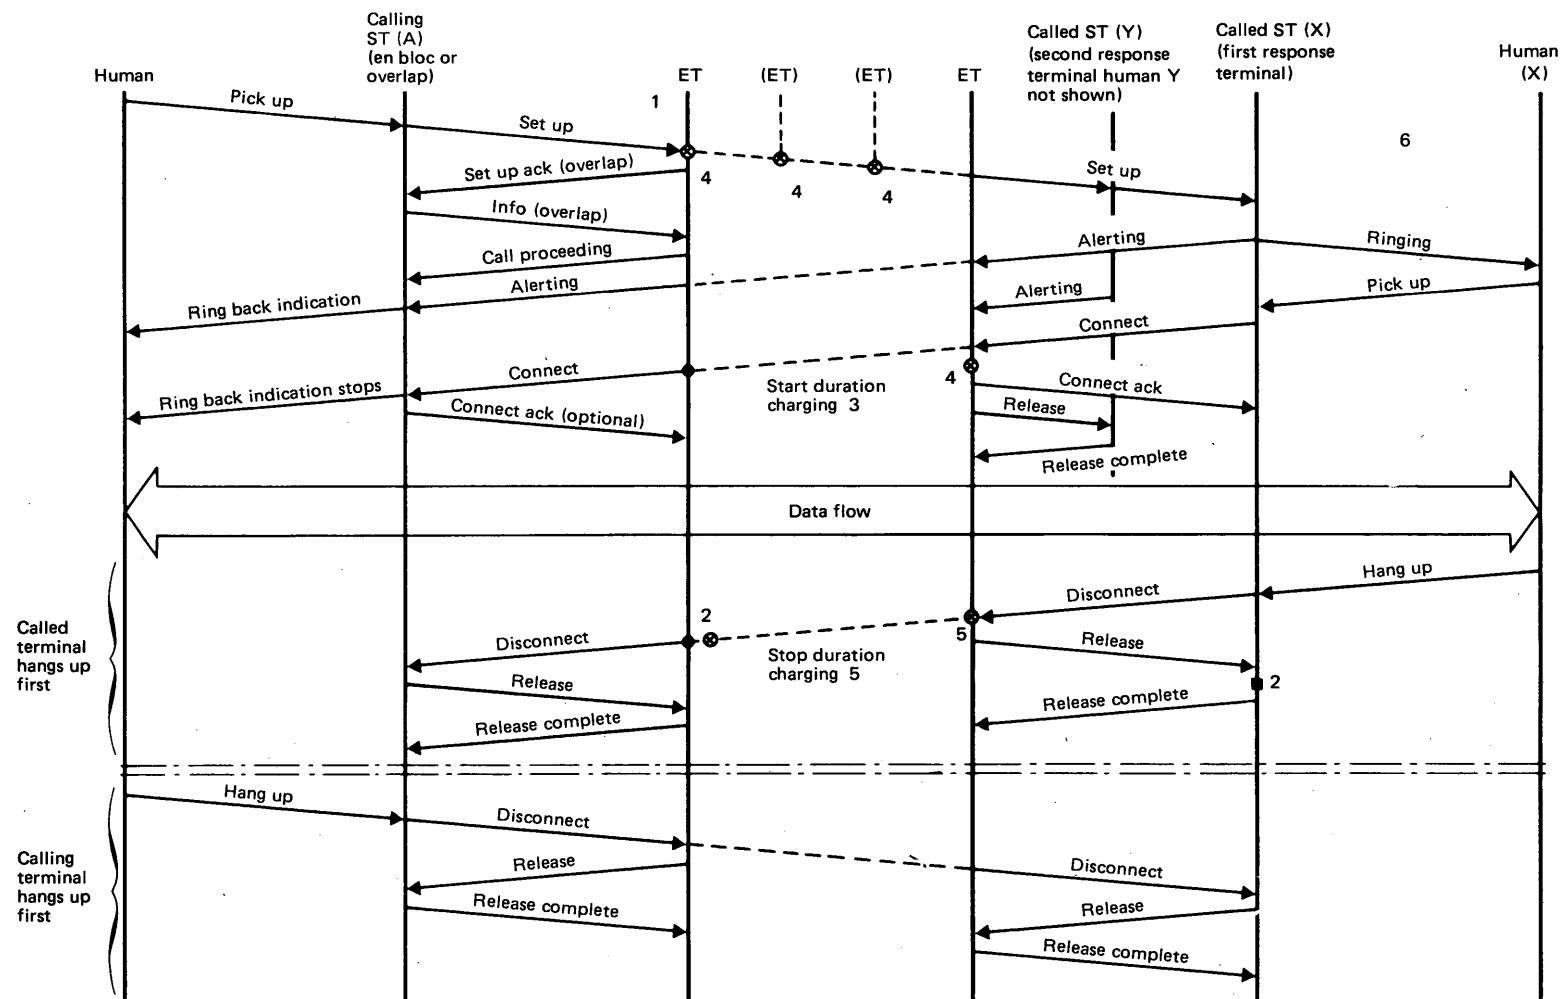 Calling
ST (A)
(en bloc or
overlap)
Human
ET
(ET)
(ET)
ET
Called ST (Y)
(second response
terminal human Y
not shown)
Called ST (X)
(first response
terminal)
Human
(X)
Pick up
1
Set up
6
Set up ack (overlap)
4
4
4
Set up
Info (overlap)
Call proceeding
Alerting
Ringing
Alerting
Ring back indication
Alerting
Pick up
Connect
Connect
Ring back indication stops
Start duration
charging 3
4
Connect ack
Connect ack (optional)
Release
Release complete
Data flow
Hang up
Disconnect
Called
terminal
hangs up
first
2
5
Disconnect
Stop duration
charging 5
Release
Release
2
Release complete
Release complete
Hang up
Disconnect
Calling
terminal
hangs up
first
Release
Disconnect
Release complete
Release
Release complete